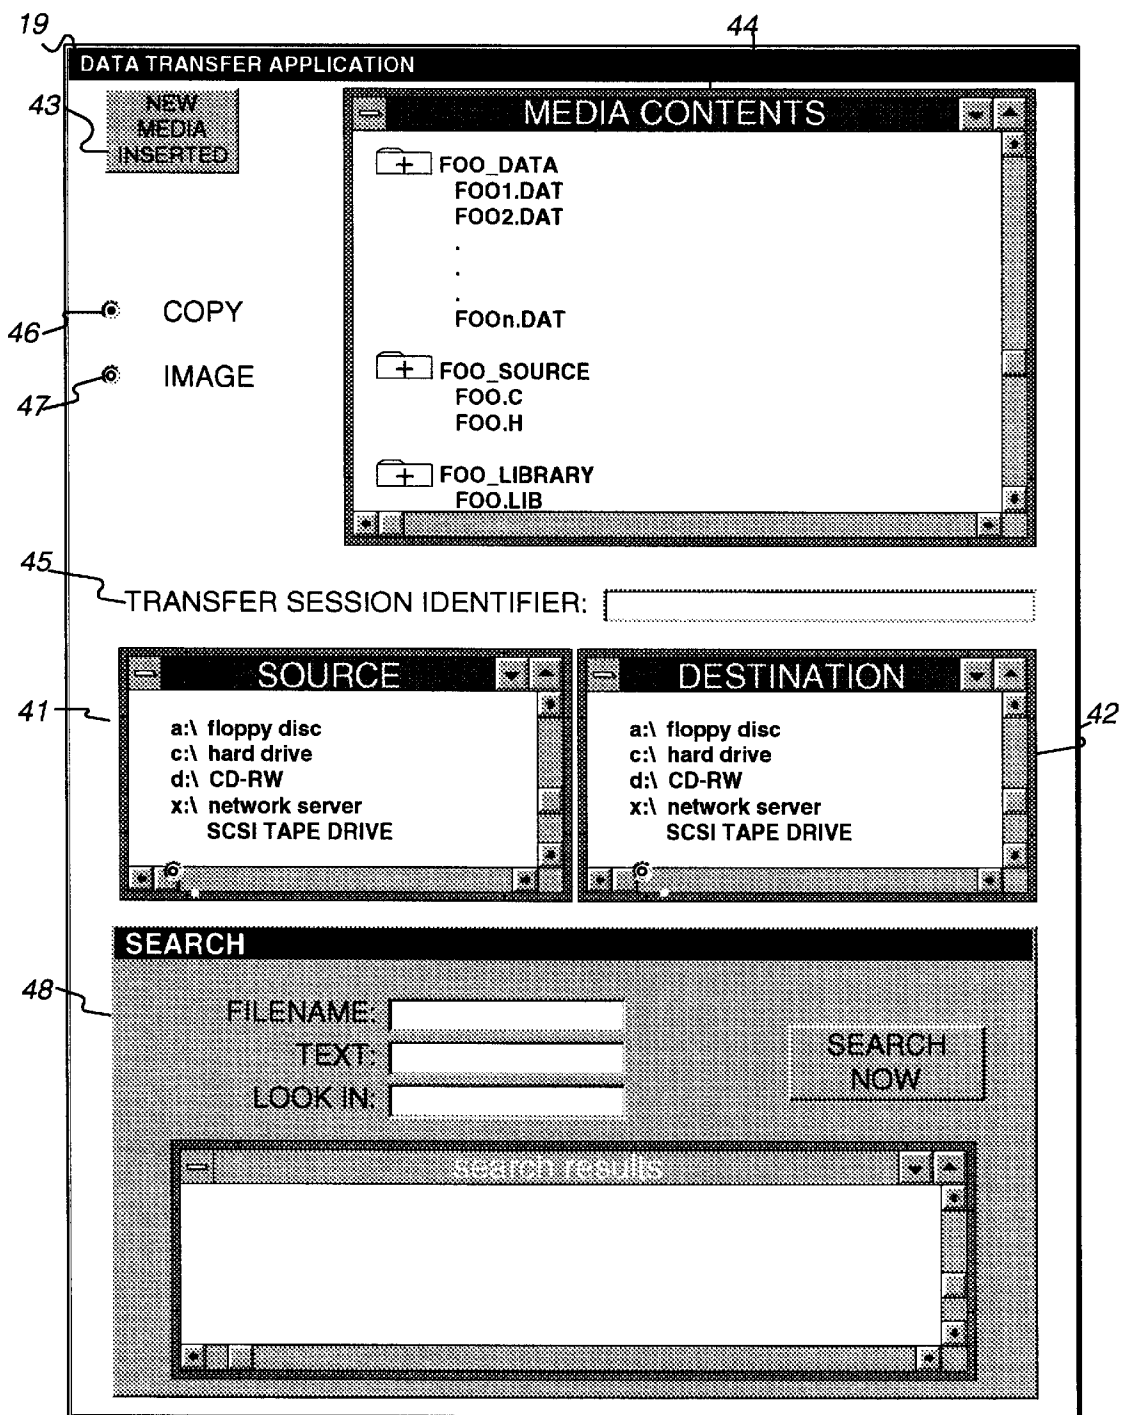 19
44
DATA TRANSFER APPLICATION
43
NEW
MEDIA
INSERTED
MEDIA CONTENTS
FOO_DATA
FOO1.DAT
FOO2.DAT
.
.
.
FOOn.DAT
46
COPY
47
IMAGE
FOO_SOURCE
FOO.C
FOO.H
FOO_LIBRARY
FOO.LIB
45
TRANSFER SESSION IDENTIFIER:
41
SOURCE
a:\ floppy disc
c:\ hard drive
d:\ CD-RW
x:\ network server
SCSI TAPE DRIVE
42
DESTINATION
a:\ floppy disc
c:\ hard drive
d:\ CD-RW
x:\ network server
SCSI TAPE DRIVE
48
SEARCH
FILENAME:
TEXT:
LOOK IN:
SEARCH
NOW
search results